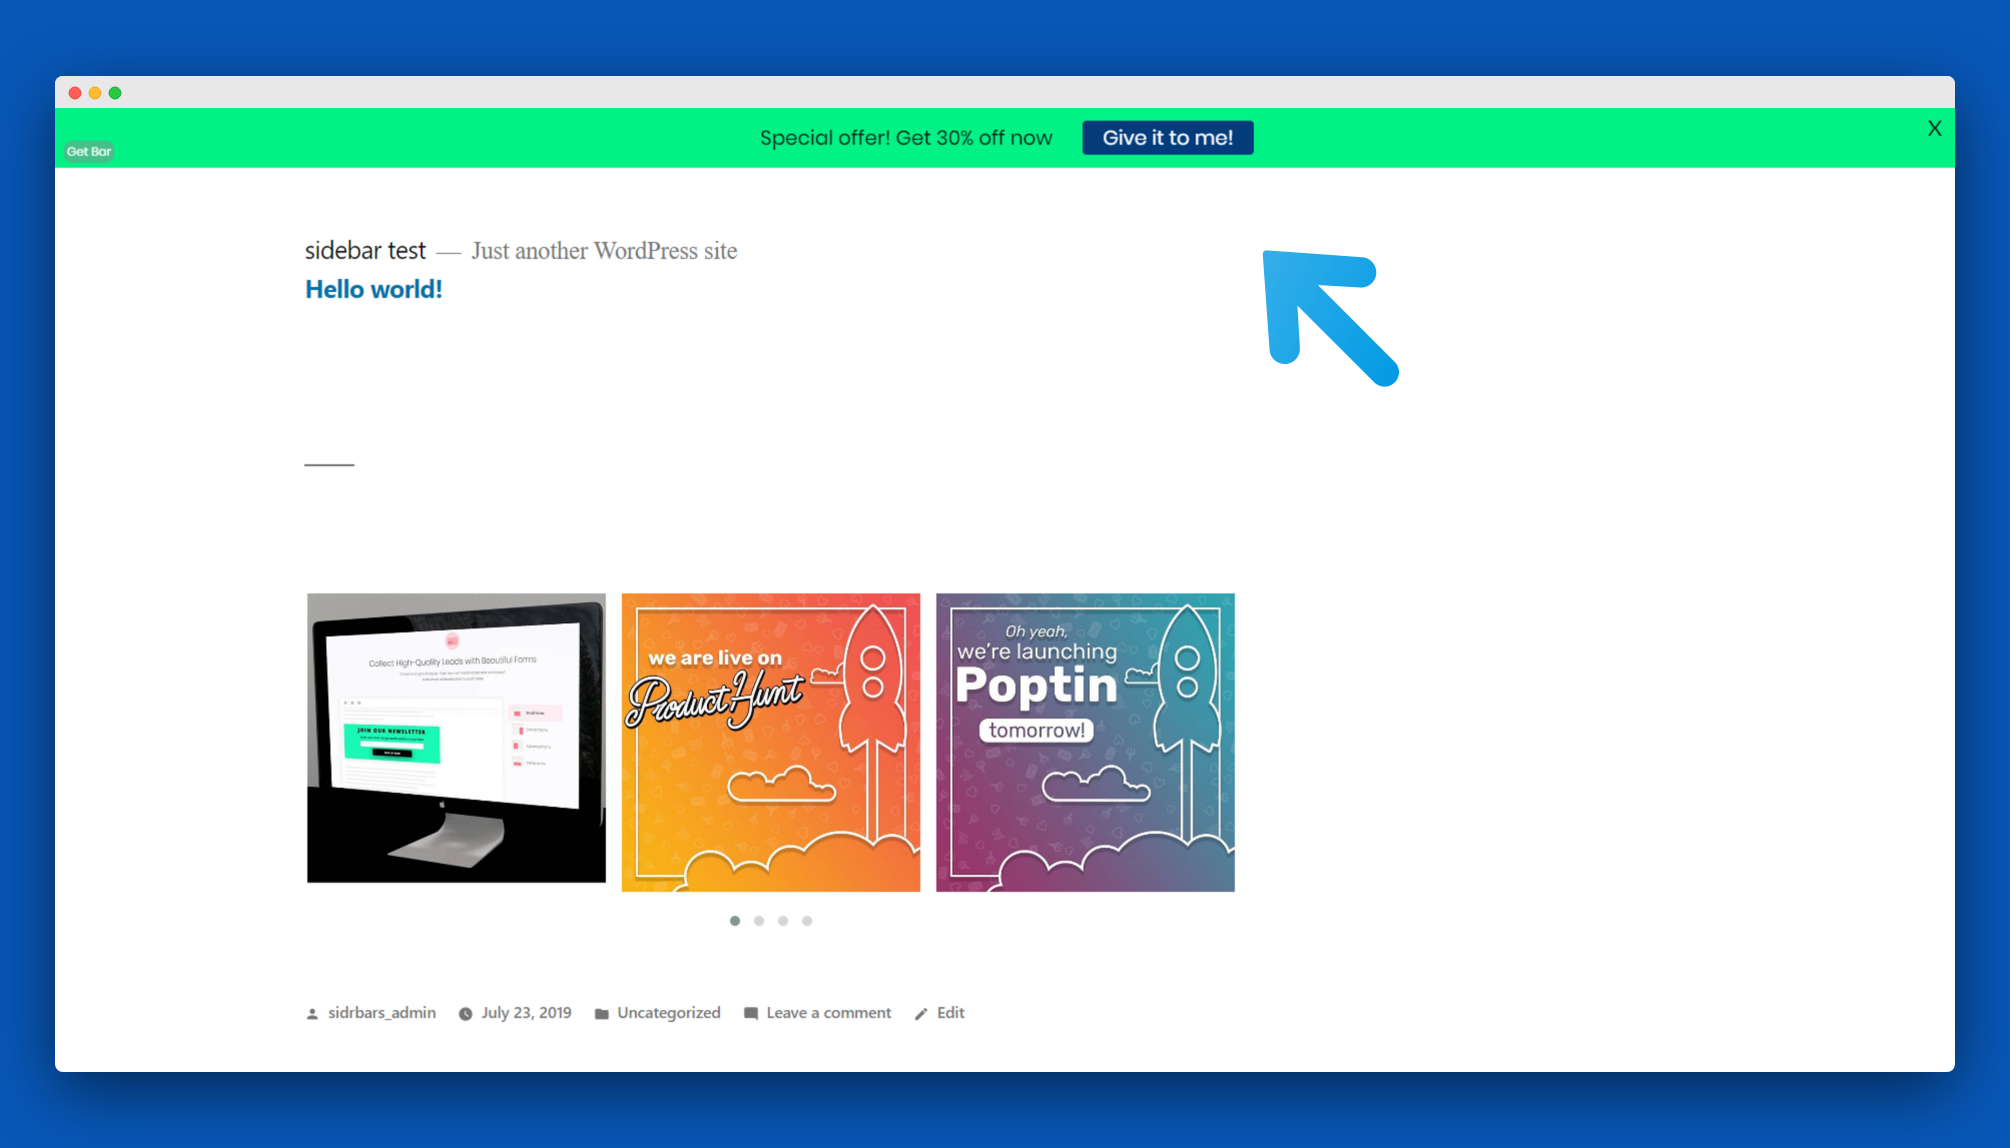 Special offer! Get 30% off now
Give it to me!
X
Get Bar
sidebar test — Just another WordPress site
Hello world!
Collect High-Quality Leads with Beautiful Forms
JOIN OUR NEWSLETTER
we are live on
Product Hunt
Oh yeah,
we're launching
Poptin
tomorrow!
sidrbars_admin July 23, 2019 Uncategorized Leave a comment Edit